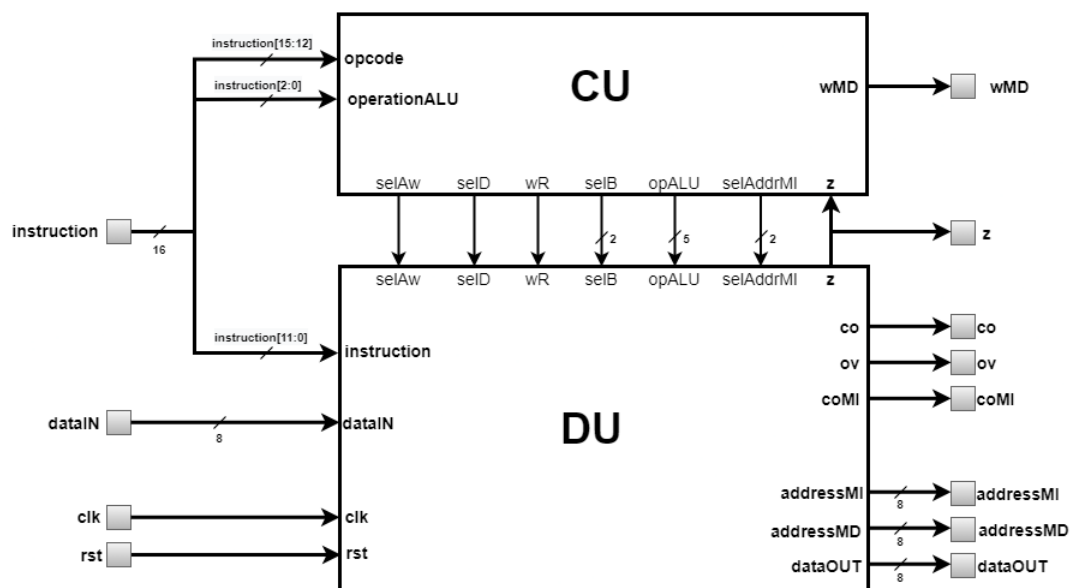 instruction[15:12]
opcode
instruction[2:0]
operationALU
CU
wMD
wMD
selAw selD wR selB opALU selAddrMI z
instruction
16
2 5 2
z
selAw selD wR selB opALU selAddrMI z
co co
instruction[11:0]
instruction
ov ov
coMI coMI
dataIN
8
dataIN
DU
addressMI
8
addressMI
clk clk
addressMD
8
addressMD
rst rst
dataOUT
8
dataOUT